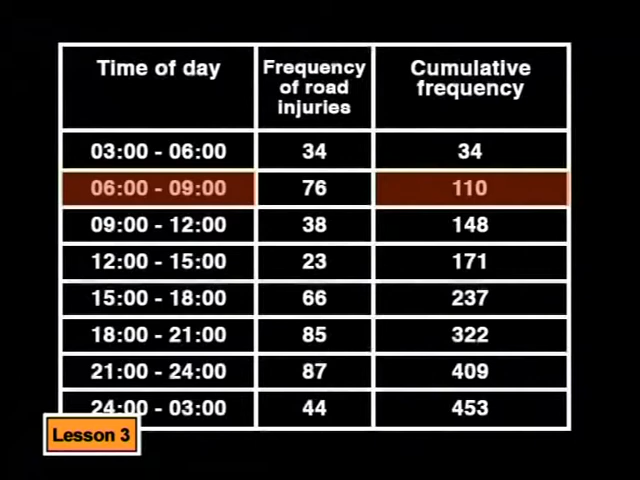 Time of day Frequency of road injuries Cumulative frequency
03:00 - 06:00 34 34
06:00 - 09:00 76 110
09:00 - 12:00 38 148
12:00 - 15:00 23 171
15:00 - 18:00 66 237
18:00 - 21:00 85 322
21:00 - 24:00 87 409
24:00 - 03:00 44 453
Lesson 3